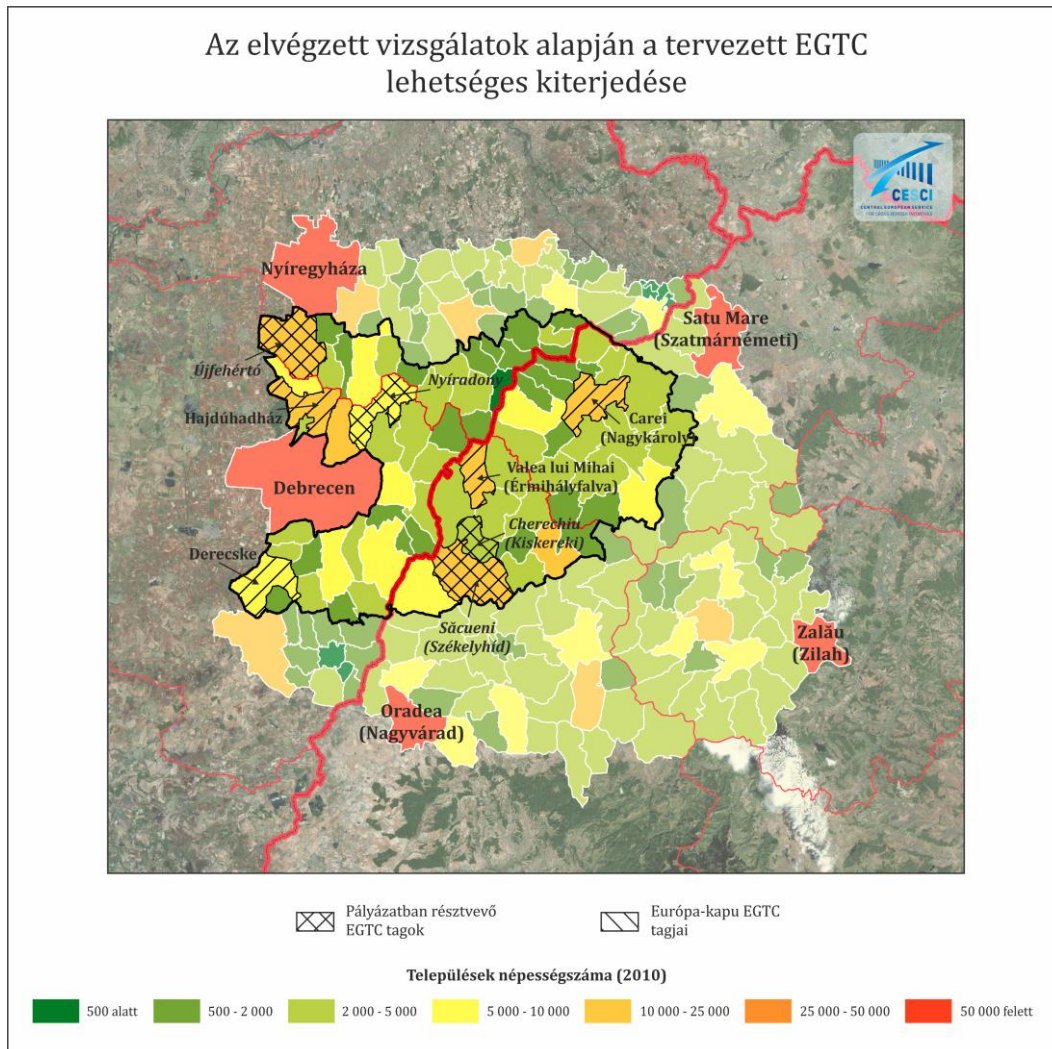 Az elvégzett vizsgálatok alapján a tervezett EGTC
lehetséges kiterjedése
CESCI
CENTRAL EUROPEAN SERVICE
Nyíregyháza
Satu Mare
(Szatmárnémeti)
Újfehértó
Nyíradony
Hajdúhadház
Carei
(Nagykároly)
Valea lui Mihai
(Érmihályfalva)
Debrecen
Cherechiu
(Kiskereki)
Derecske
Săcueni
(Székelyhíd)
Zalău
(Zilah)
Oradea
(Nagyvárad)
Pályázatban résztvevő
EGTC tagok
Európa-kapu EGTC
tagjai
Települések népességszáma (2010)
500 alatt
500 - 2 000
2 000 - 5 000
5 000 - 10 000
10 000 - 25 000
25 000 - 50 000
50 000 felett